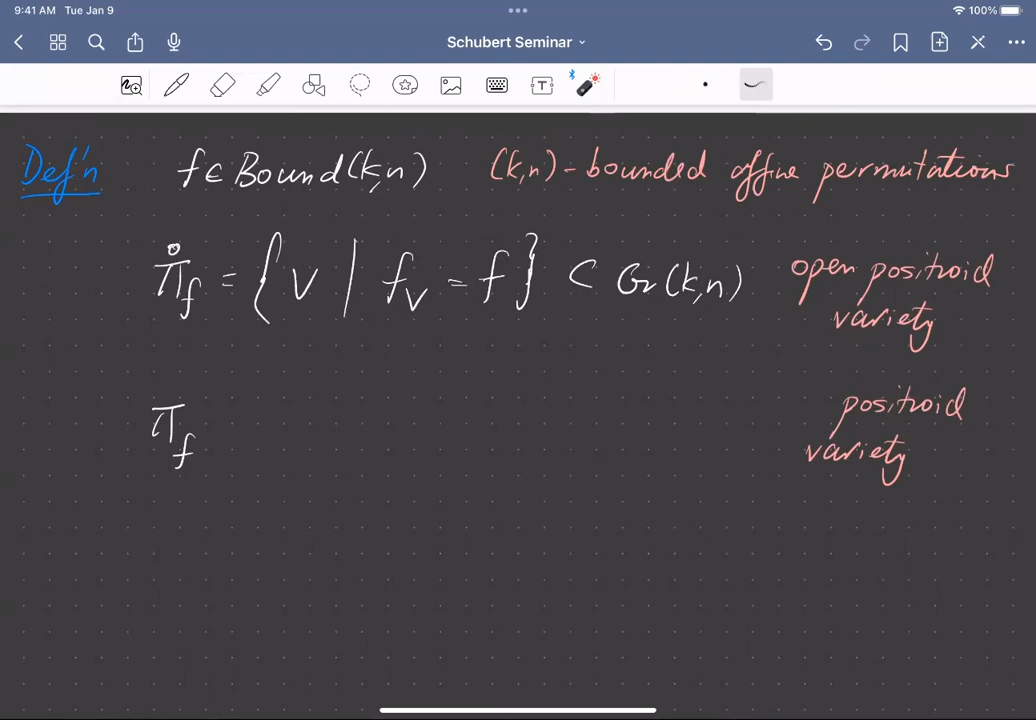 9:41 AM Tue Jan 9 100%
Schubert Seminar
Def'n f ∈ Bound(k,n) (k,n) - bounded affine permutations
π̊_f = { V | f_V = f } ⊂ Gr(k,n) open positroid
variety
π_f positroid
variety